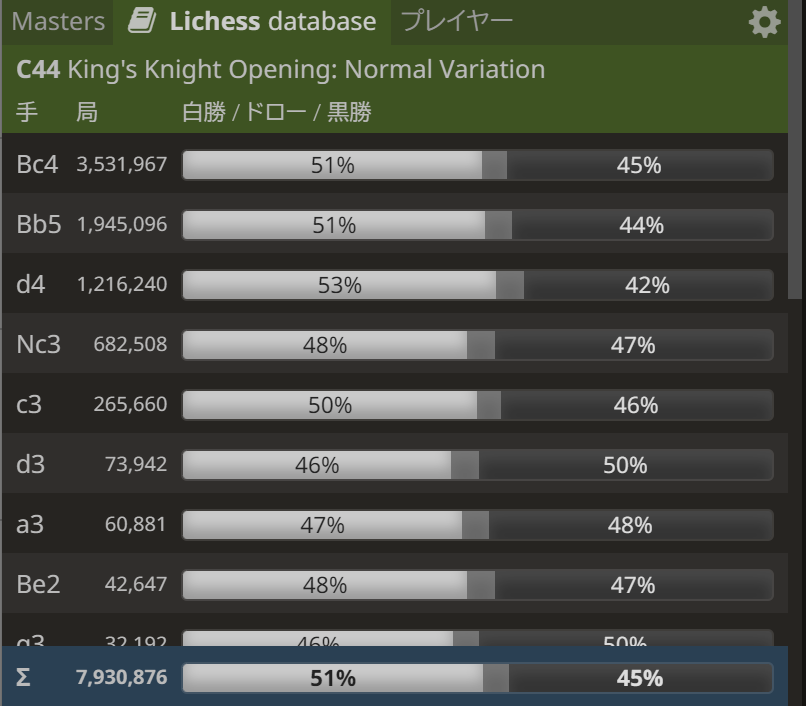 Masters Lichess database プレイヤー
C44 King's Knight Opening: Normal Variation
手 局 白勝 / ドロー / 黒勝
Bc4 3,531,967 51% 45%
Bb5 1,945,096 51% 44%
d4 1,216,240 53% 42%
Nc3 682,508 48% 47%
c3 265,660 50% 46%
d3 73,942 46% 50%
a3 60,881 47% 48%
Be2 42,647 48% 47%
g3 32,192 46% 50%
Σ 7,930,876 51% 45%